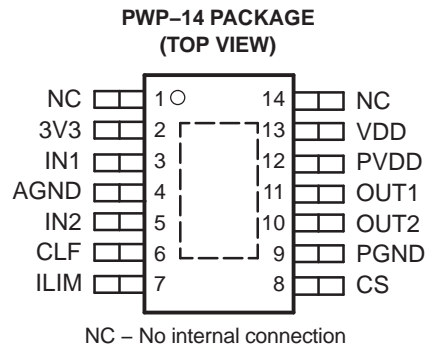 PWP–14 PACKAGE
(TOP VIEW)
NC 1 14 NC
3V3 2 13 VDD
IN1 3 12 PVDD
AGND 4 11 OUT1
IN2 5 10 OUT2
CLF 6 9 PGND
ILIM 7 8 CS
NC – No internal connection